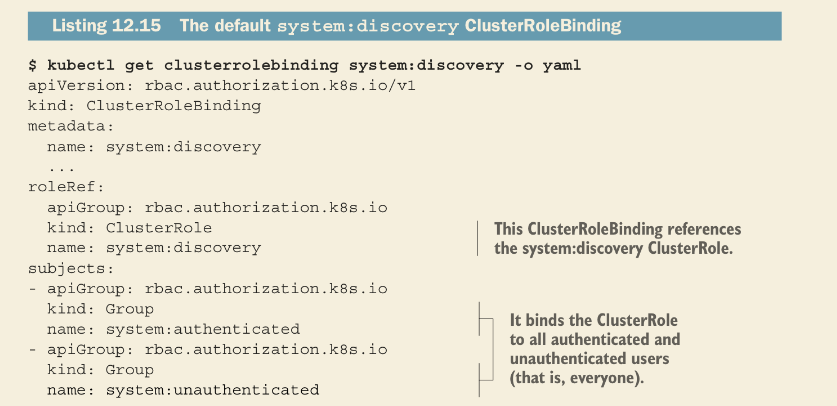 Listing 12.15 The default system:discovery ClusterRoleBinding
$ kubectl get clusterrolebinding system:discovery -o yaml
apiVersion: rbac.authorization.k8s.io/v1
kind: ClusterRoleBinding
metadata:
  name: system:discovery
  ...
roleRef:
  apiGroup: rbac.authorization.k8s.io
  kind: ClusterRole
  name: system:discovery
This ClusterRoleBinding references
the system:discovery ClusterRole.
subjects:
- apiGroup: rbac.authorization.k8s.io
  kind: Group
  name: system:authenticated
- apiGroup: rbac.authorization.k8s.io
  kind: Group
  name: system:unauthenticated
It binds the ClusterRole
to all authenticated and
unauthenticated users
(that is, everyone).